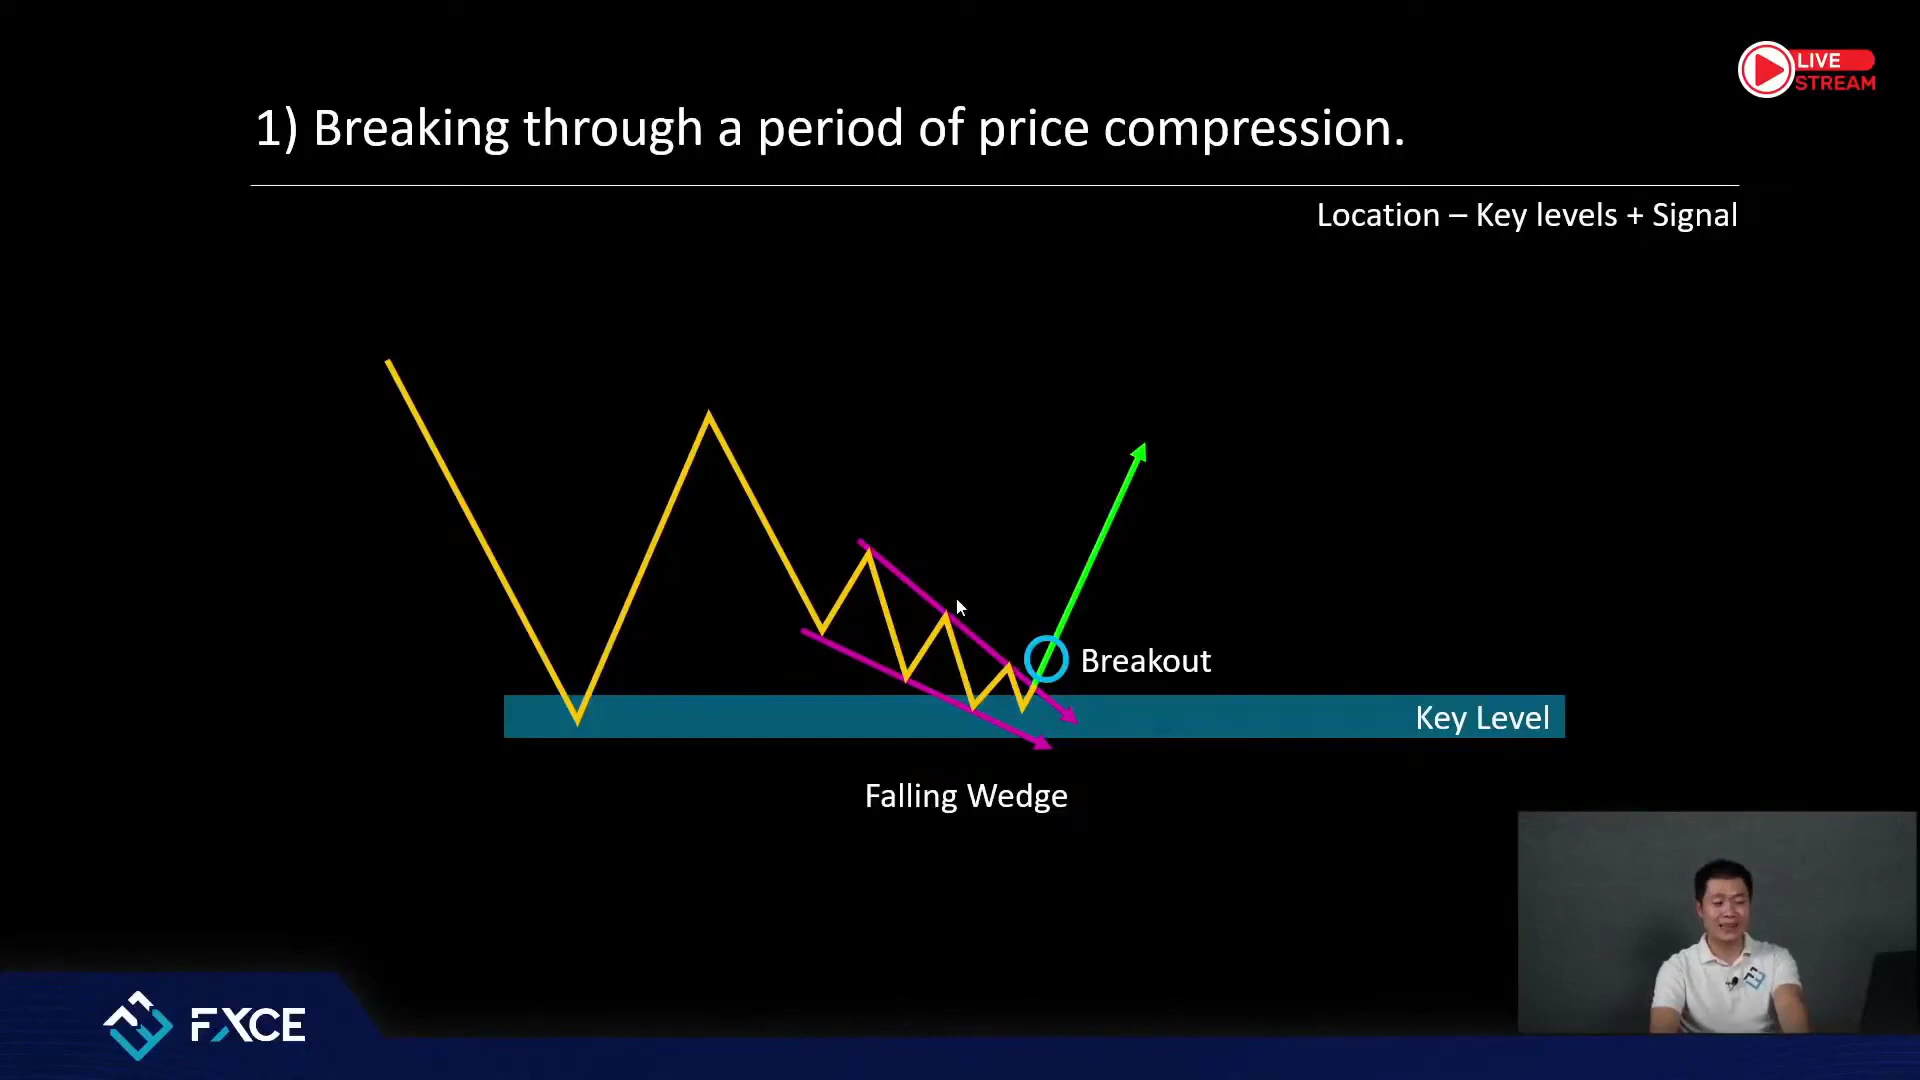 LIVE
STREAM
1) Breaking through a period of price compression.
Location – Key levels + Signal
Breakout
Key Level
Falling Wedge
FXCE